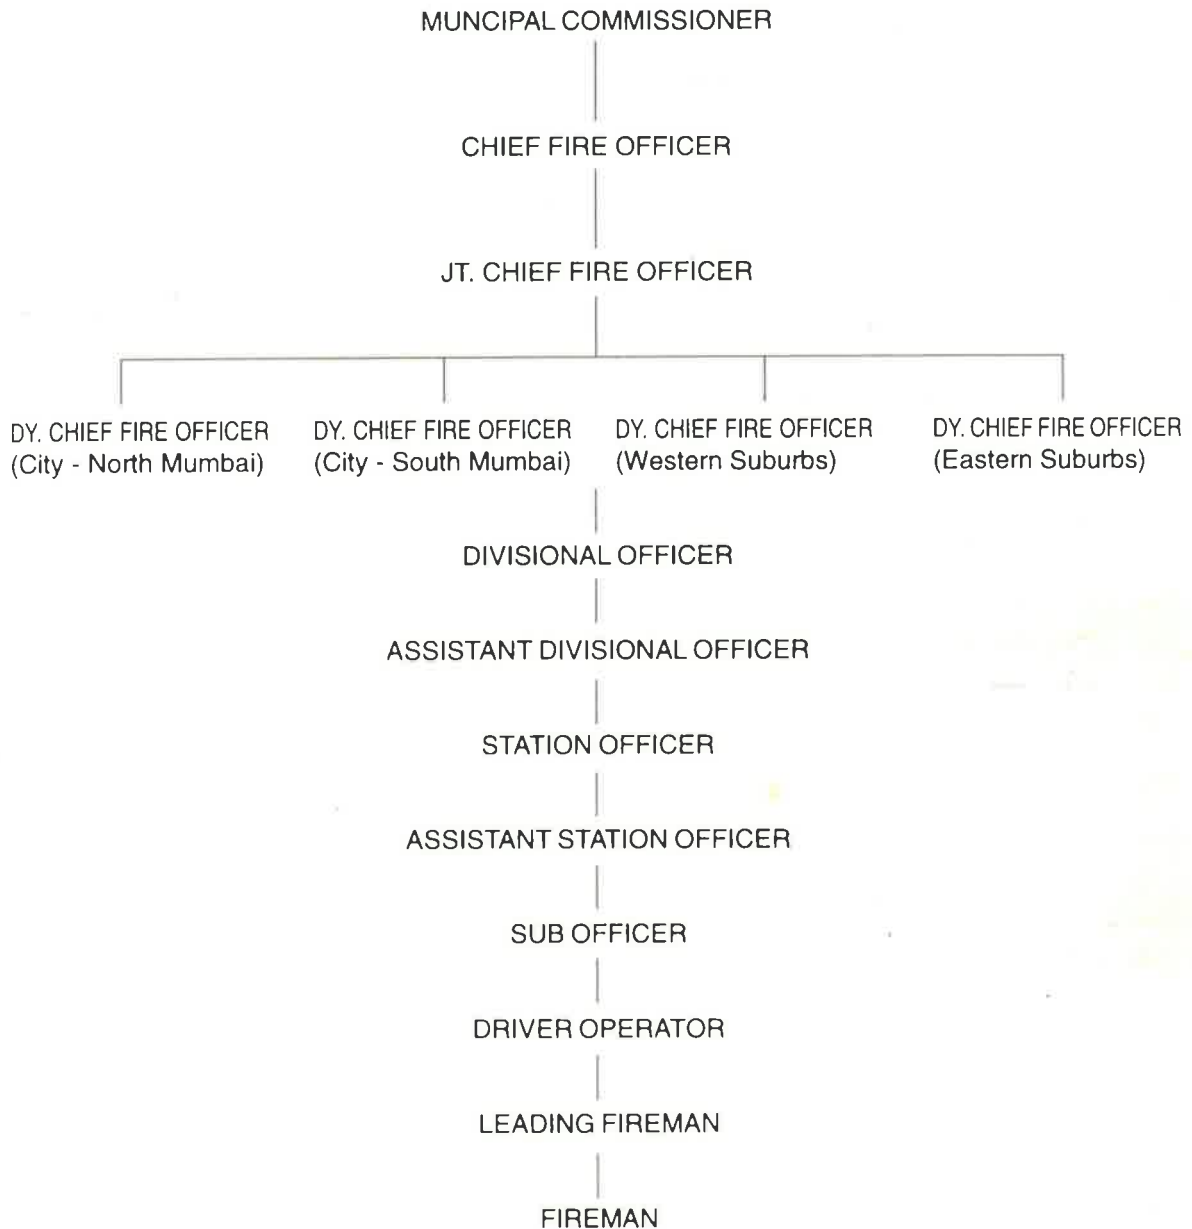 MUNCIPAL COMMISSIONER
CHIEF FIRE OFFICER
JT. CHIEF FIRE OFFICER
DY. CHIEF FIRE OFFICER
(City - North Mumbai)
DY. CHIEF FIRE OFFICER
(City - South Mumbai)
DY. CHIEF FIRE OFFICER
(Western Suburbs)
DY. CHIEF FIRE OFFICER
(Eastern Suburbs)
DIVISIONAL OFFICER
ASSISTANT DIVISIONAL OFFICER
STATION OFFICER
ASSISTANT STATION OFFICER
SUB OFFICER
DRIVER OPERATOR
LEADING FIREMAN
FIREMAN